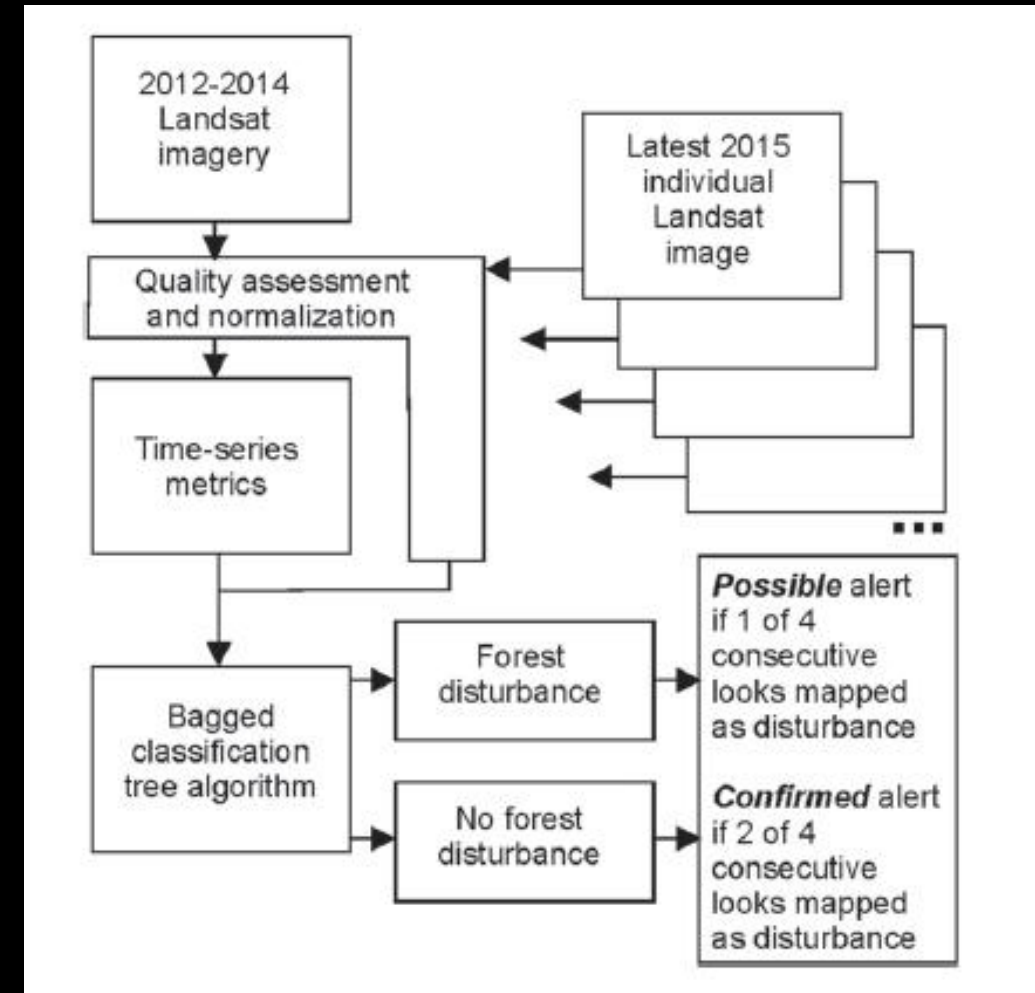 2012-2014
Landsat
imagery
Latest 2015
individual
Landsat
image
Quality assessment
and normalization
Time-series
metrics
Bagged
classification
tree algorithm
Forest
disturbance
No forest
disturbance
...
Possible alert
if 1 of 4
consecutive
looks mapped
as disturbance
Confirmed alert
if 2 of 4
consecutive
looks mapped
as disturbance